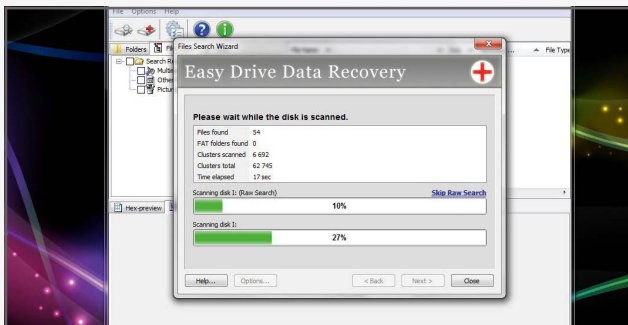 File Options Help
Folders
Files Search Wizard
File Type
Search Re
Multim
Other
Pictur
Easy Drive Data Recovery
Please wait while the disk is scanned.
Files found 54
FAT folders found 0
Clusters scanned 6 692
Clusters total 62 745
Time elapsed 17 sec
Scanning disk I: (Raw Search) Skip Raw Search
10%
Hex-preview
Scanning disk I:
27%
Help... Options... < Back Next > Close